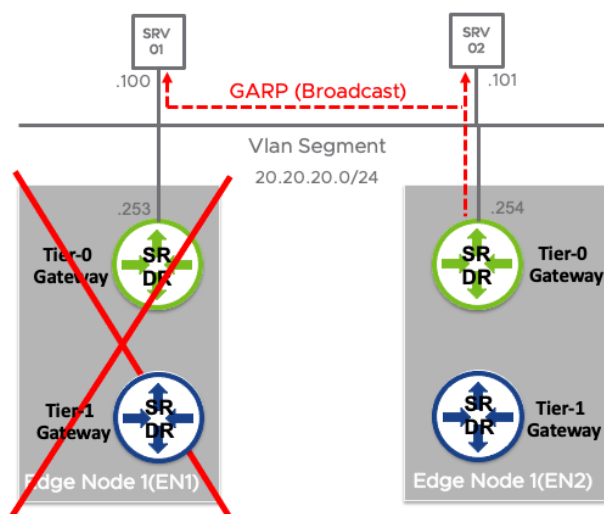 SRV
01
SRV
02
.100
.101
GARP (Broadcast)
Vlan Segment
20.20.20.0/24
.253
.254
Tier-0
Gateway
SR
DR
SR
DR
Tier-0
Gateway
Tier-1
Gateway
SR
DR
SR
DR
Tier-1
Gateway
Edge Node 1(EN1)
Edge Node 1(EN2)